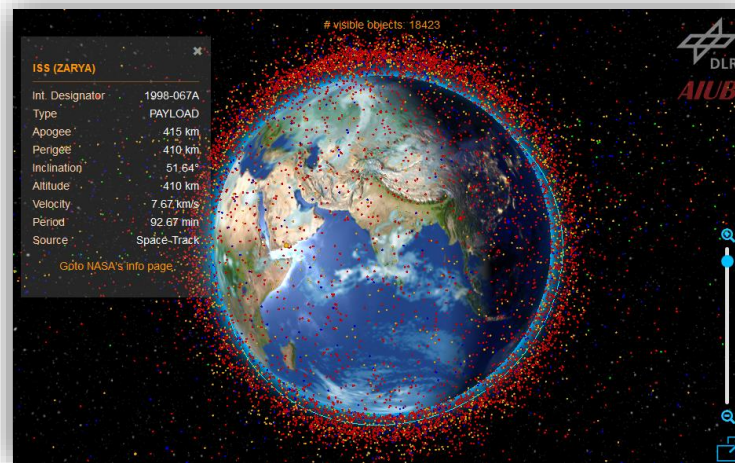 # visible objects: 18423
ISS (ZARYA)
Int. Designator 1998-067A
Type PAYLOAD
Apogee 415 km
Perigee 410 km
Inclination 51.64°
Altitude 410 km
Velocity 7.67 km/s
Period 92.67 min
Source Space-Track
Goto NASA's info page
DLR
AIUB